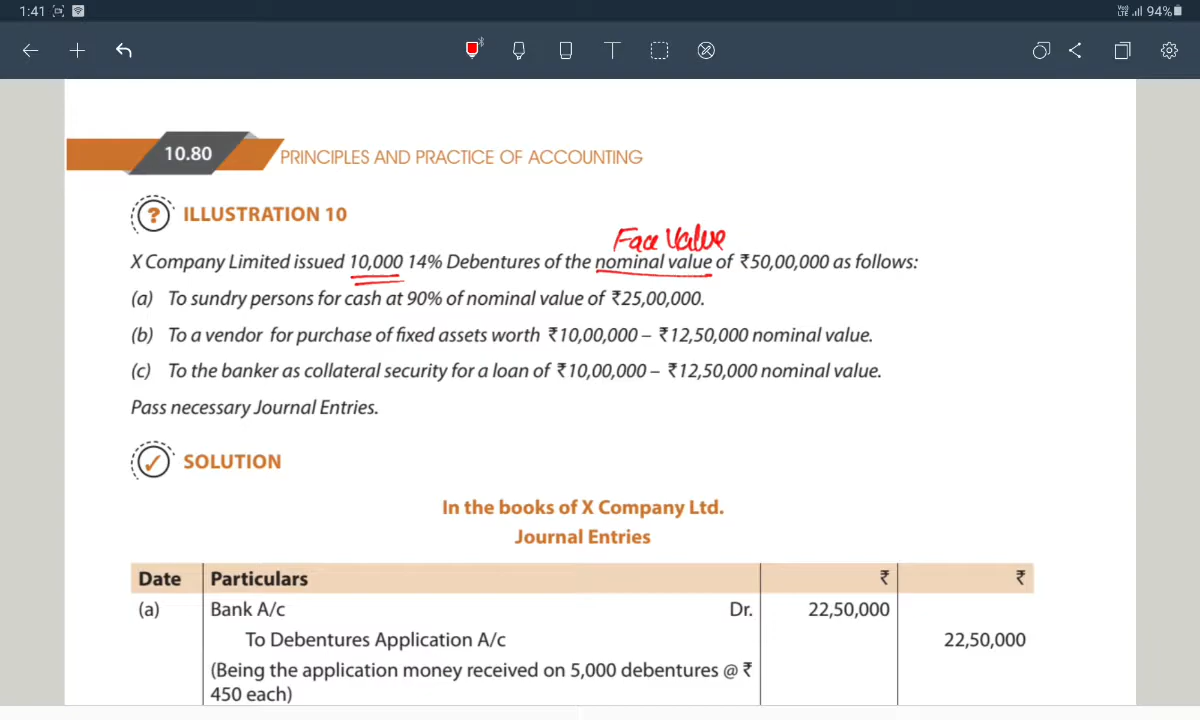 1:41 94%
10.80 PRINCIPLES AND PRACTICE OF ACCOUNTING
ILLUSTRATION 10
Face Value
X Company Limited issued 10,000 14% Debentures of the nominal value of ₹50,00,000 as follows:
(a) To sundry persons for cash at 90% of nominal value of ₹25,00,000.
(b) To a vendor for purchase of fixed assets worth ₹10,00,000 – ₹12,50,000 nominal value.
(c) To the banker as collateral security for a loan of ₹10,00,000 – ₹12,50,000 nominal value.
Pass necessary Journal Entries.
SOLUTION
In the books of X Company Ltd.
Journal Entries
Date Particulars ₹ ₹
(a) Bank A/c Dr. 22,50,000
To Debentures Application A/c 22,50,000
(Being the application money received on 5,000 debentures @ ₹
450 each)